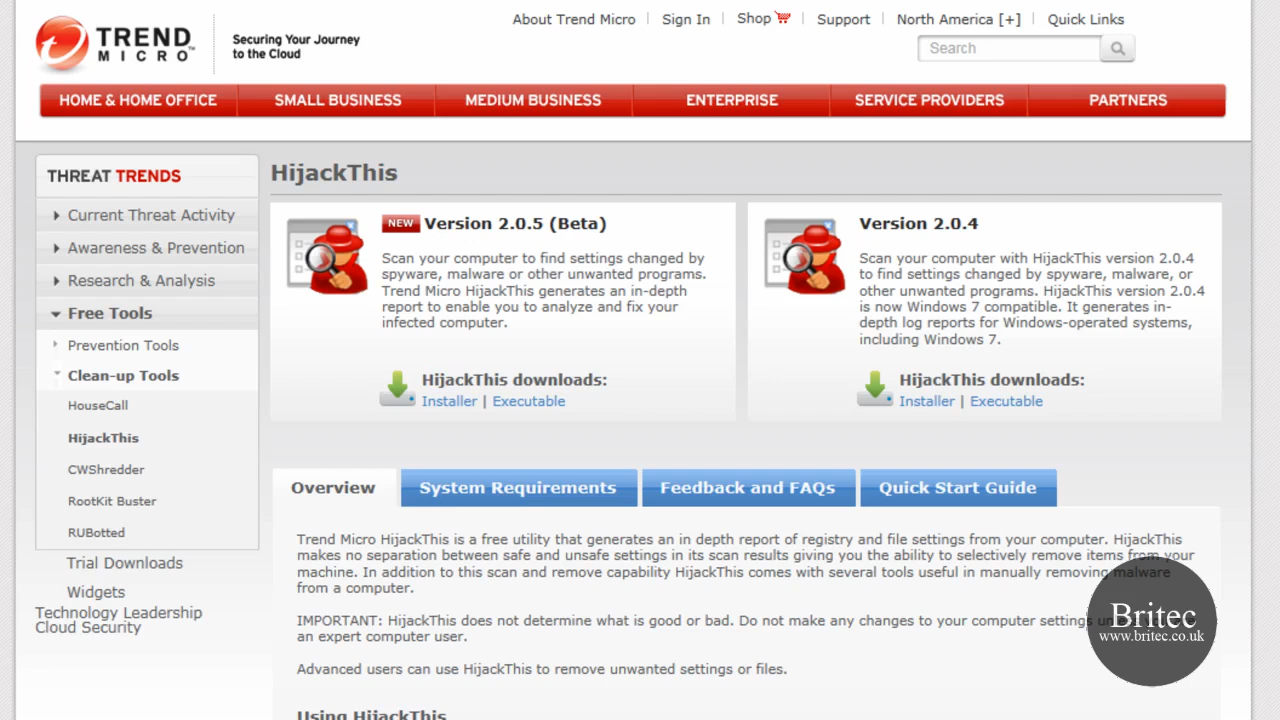 About Trend Micro
Sign In
Shop
Support
North America [+]
Quick Links
TREND MICRO™
Securing Your Journey
to the Cloud
Search
HOME & HOME OFFICE
SMALL BUSINESS
MEDIUM BUSINESS
ENTERPRISE
SERVICE PROVIDERS
PARTNERS
THREAT TRENDS
Current Threat Activity
Awareness & Prevention
Research & Analysis
Free Tools
Prevention Tools
Clean-up Tools
HouseCall
HijackThis
CWShredder
RootKit Buster
RUBotted
Trial Downloads
Widgets
Technology Leadership
Cloud Security
HijackThis
NEW Version 2.0.5 (Beta)
Scan your computer to find settings changed by
spyware, malware or other unwanted programs.
Trend Micro HijackThis generates an in-depth
report to enable you to analyze and fix your
infected computer.
HijackThis downloads:
Installer | Executable
Version 2.0.4
Scan your computer with HijackThis version 2.0.4
to find settings changed by spyware, malware, or
other unwanted programs. HijackThis version 2.0.4
is now Windows 7 compatible. It generates in-
depth log reports for Windows-operated systems,
including Windows 7.
HijackThis downloads:
Installer | Executable
Overview
System Requirements
Feedback and FAQs
Quick Start Guide
Trend Micro HijackThis is a free utility that generates an in depth report of registry and file settings from your computer. HijackThis
makes no separation between safe and unsafe settings in its scan results giving you the ability to selectively remove items from your
machine. In addition to this scan and remove capability HijackThis comes with several tools useful in manually removing malware
from a computer.
IMPORTANT: HijackThis does not determine what is good or bad. Do not make any changes to your computer settings
an expert computer user.
Advanced users can use HijackThis to remove unwanted settings or files.
Using HijackThis
Britec
www.britec.co.uk